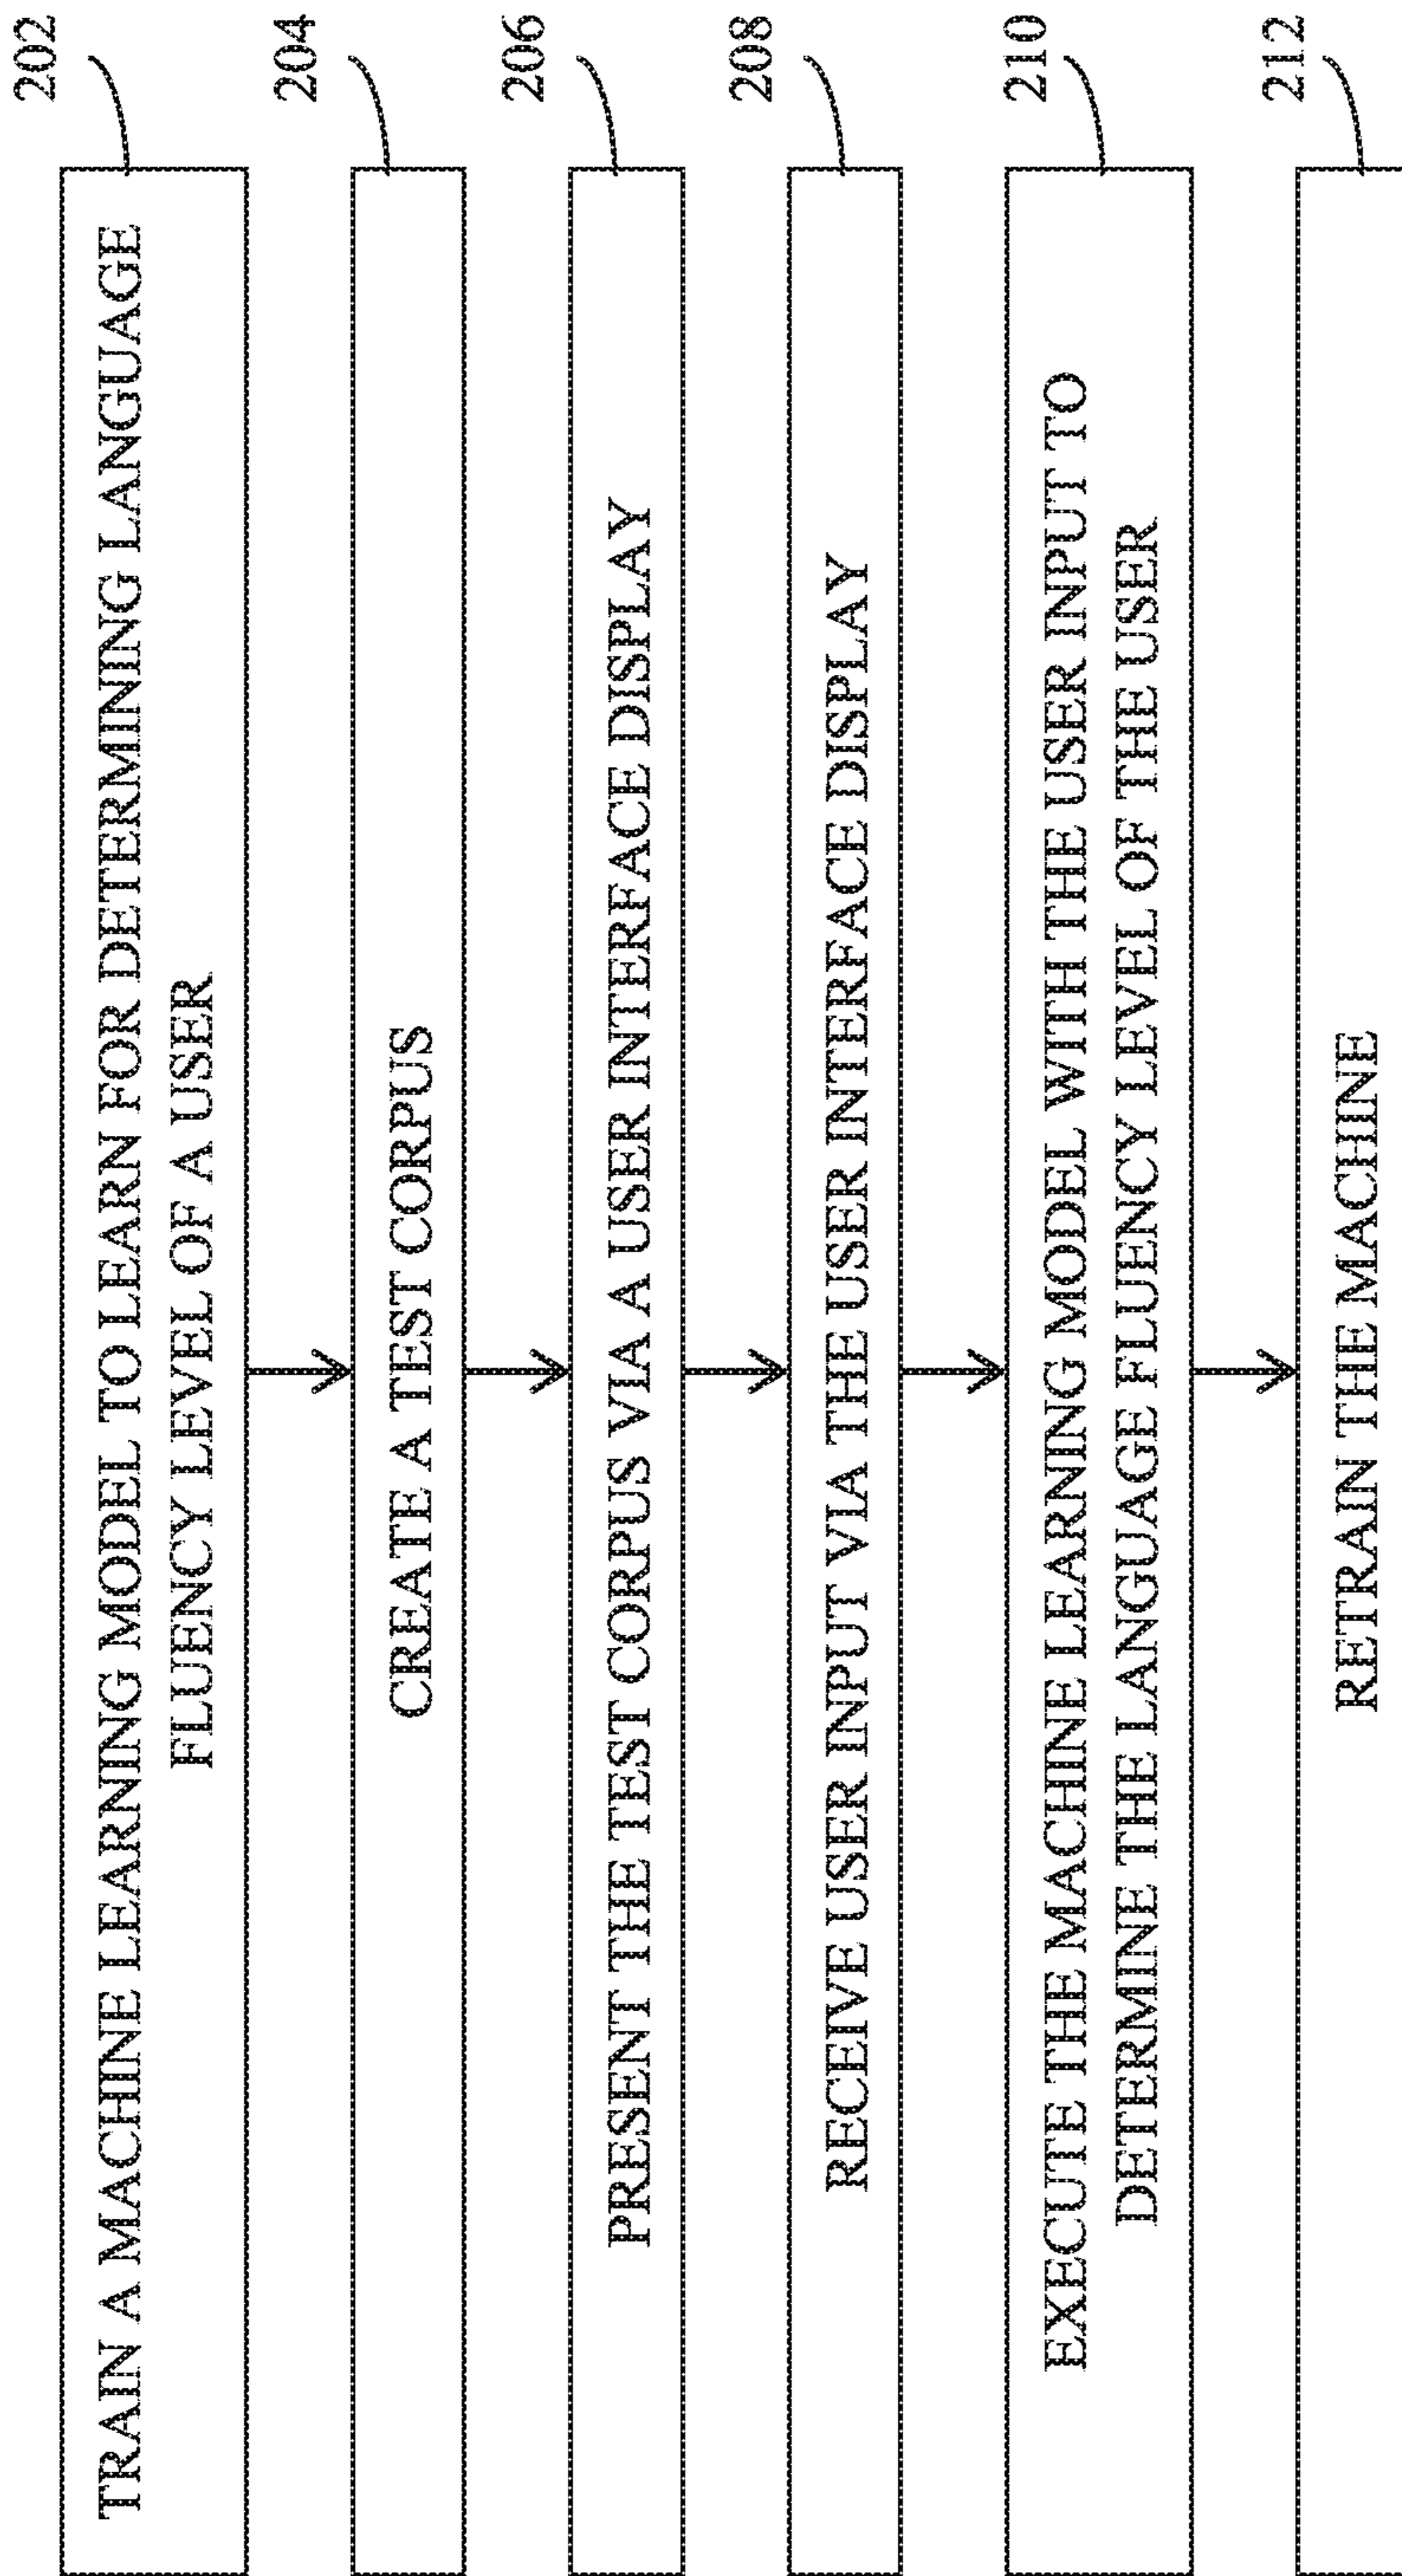 202
TRAIN A MACHINE LEARNING MODEL TO LEARN FOR DETERMINING LANGUAGE
FLUENCY LEVEL OF A USER
204
CREATE A TEST CORPUS
206
PRESENT THE TEST CORPUS VIA A USER INTERFACE DISPLAY
208
RECEIVE USER INPUT VIA THE USER INTERFACE DISPLAY
210
EXECUTE THE MACHINE LEARNING MODEL WITH THE USER INPUT TO
DETERMINE THE LANGUAGE FLUENCY LEVEL OF THE USER
212
RETRAIN THE MACHINE